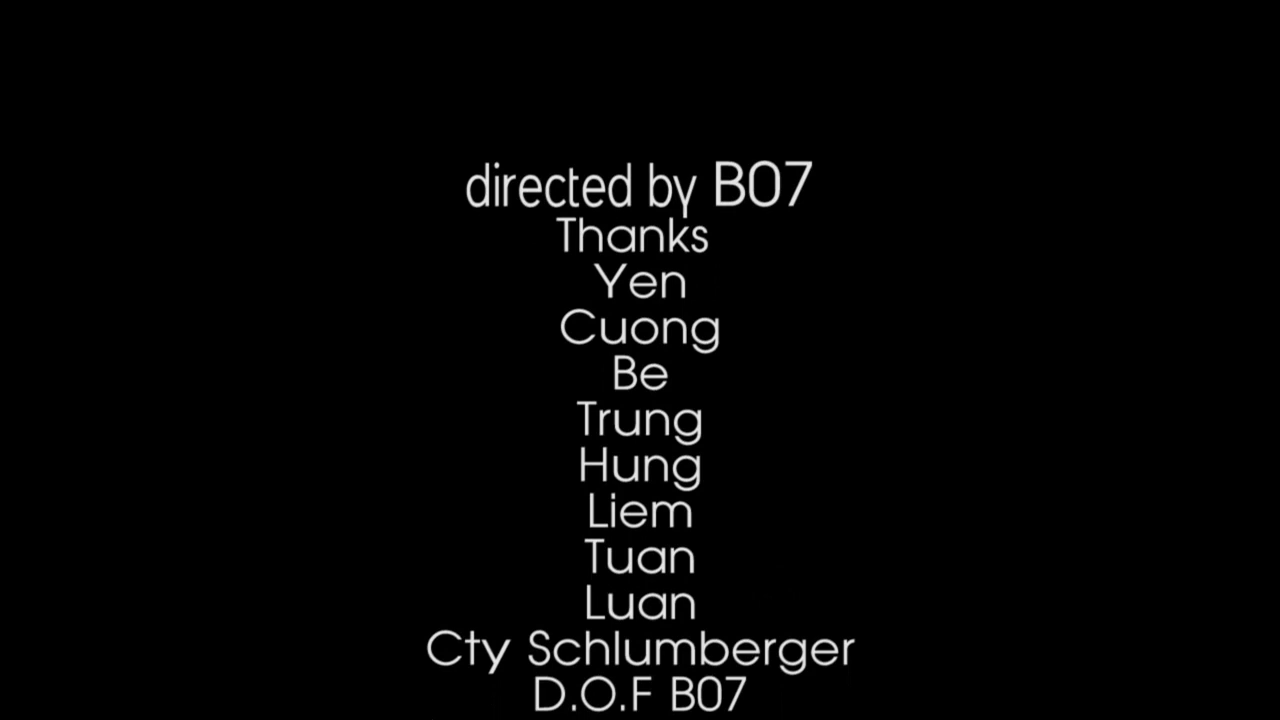 directed by B07
Thanks
Yen
Cuong
Be
Trung
Hung
Liem
Tuan
Luan
Cty Schlumberger
D.O.F B07